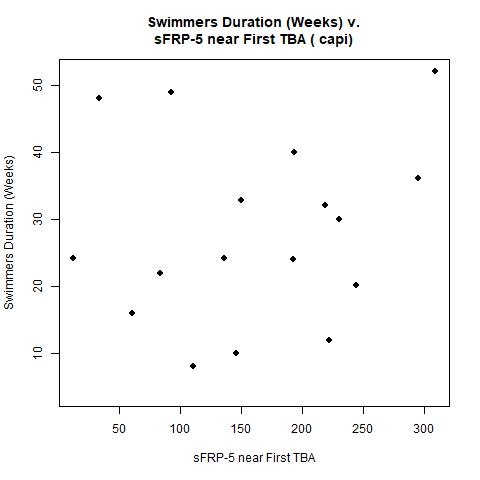 Swimmers Duration (Weeks) v.
sFRP-5 near First TBA ( capi)
Swimmers Duration (Weeks)
50
40
30
20
10
50 100 150 200 250 300
sFRP-5 near First TBA